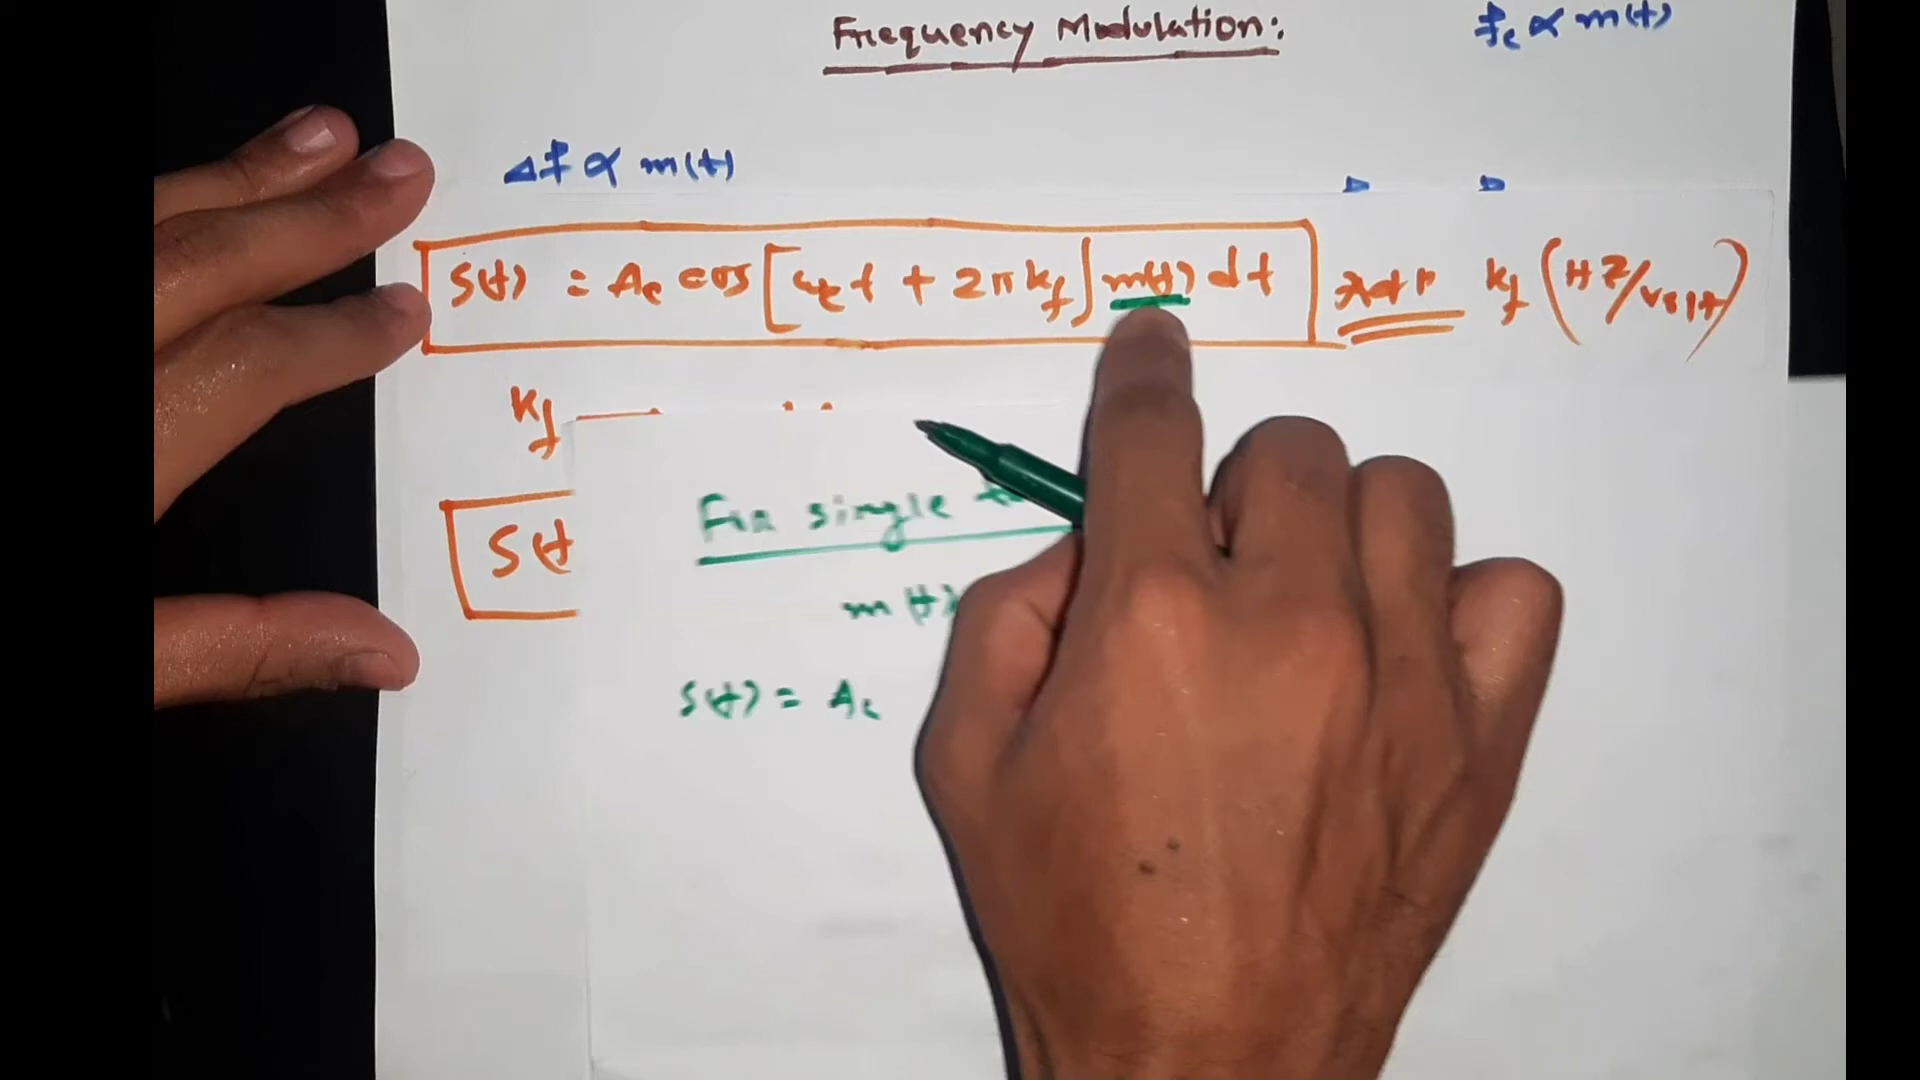 Frequency Modulation:
fc ∝ m(t)
Δf ∝ m(t)
S(t) = Ac cos [ωct + 2πkf ∫ m(t) dt
kf (HZ/volt)
kf
S(t
For single
m(t)
S(t) = Ac